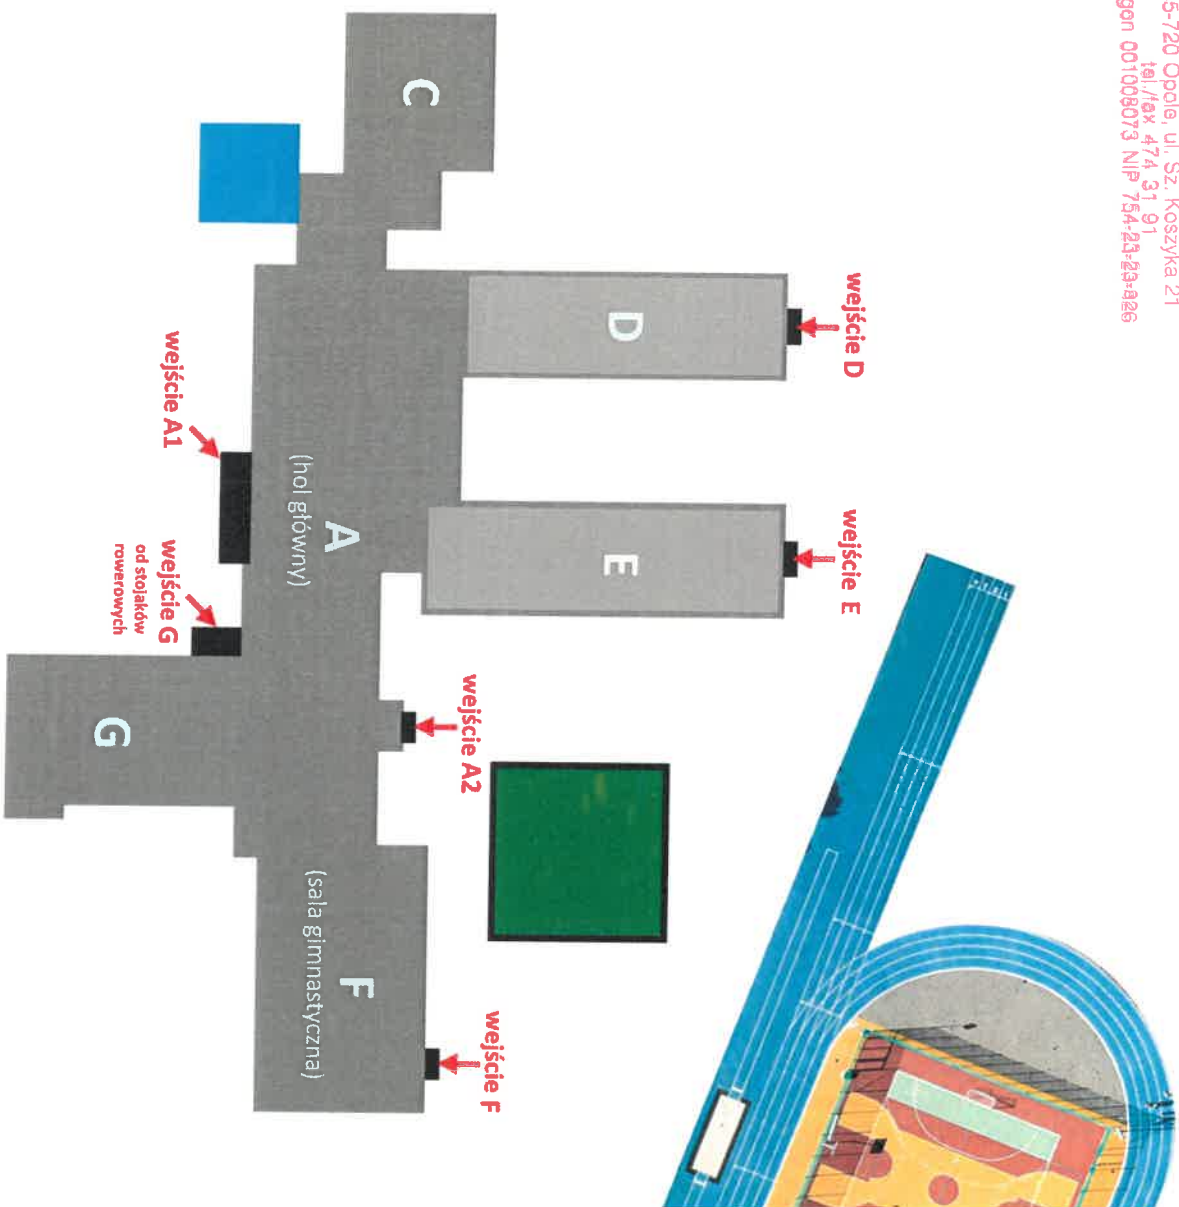 5-720 Opole, ul. Sz. Koszyka 21
tel./fax 474 31 91
gon 001008073 NIP 754-23-23-826
wejście D
wejście E
D
E
wejście A2
wejście F
C
A
(hol główny)
F
(sala gimnastyczna)
wejście A1
wejście G
od stojaków
rowerowych
G